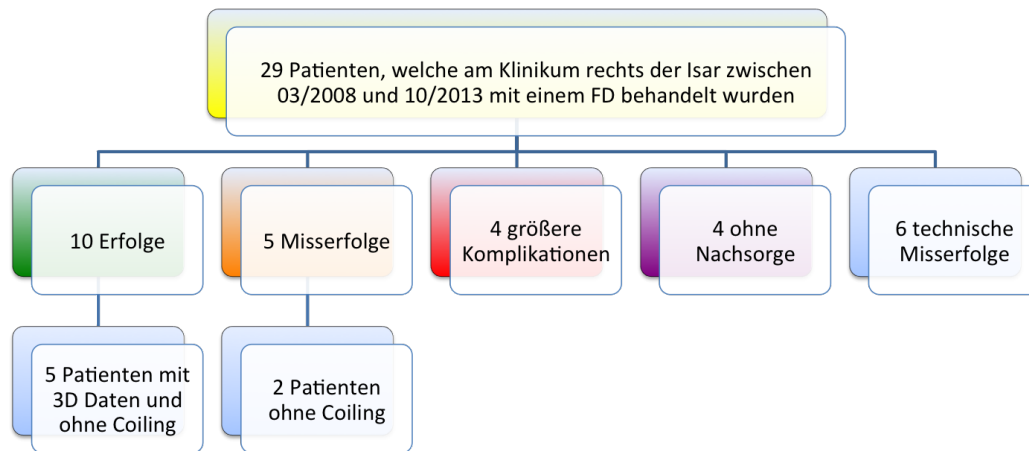 29 Patienten, welche am Klinikum rechts der Isar zwischen
03/2008 und 10/2013 mit einem FD behandelt wurden
10 Erfolge
5 Misserfolge
4 größere
Komplikationen
4 ohne
Nachsorge
6 technische
Misserfolge
5 Patienten mit
3D Daten und
ohne Coiling
2 Patienten
ohne Coiling